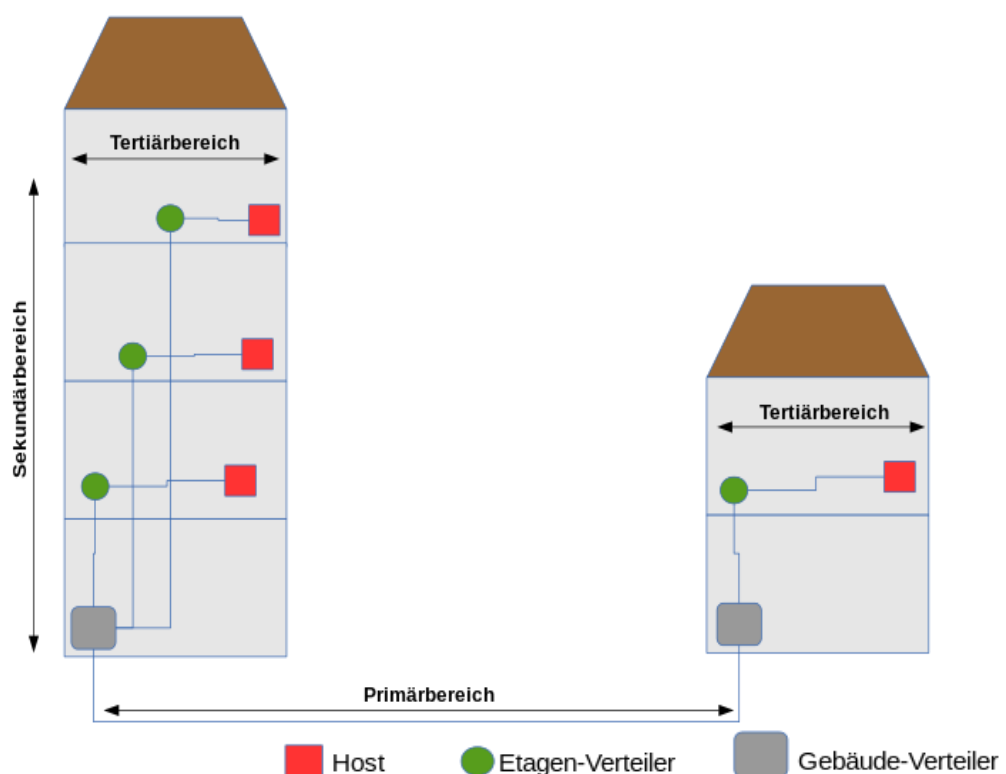 Tertiärbereich
Sekundärbereich
Tertiärbereich
Primärbereich
Host
Etagen-Verteiler
Gebäude-Verteiler